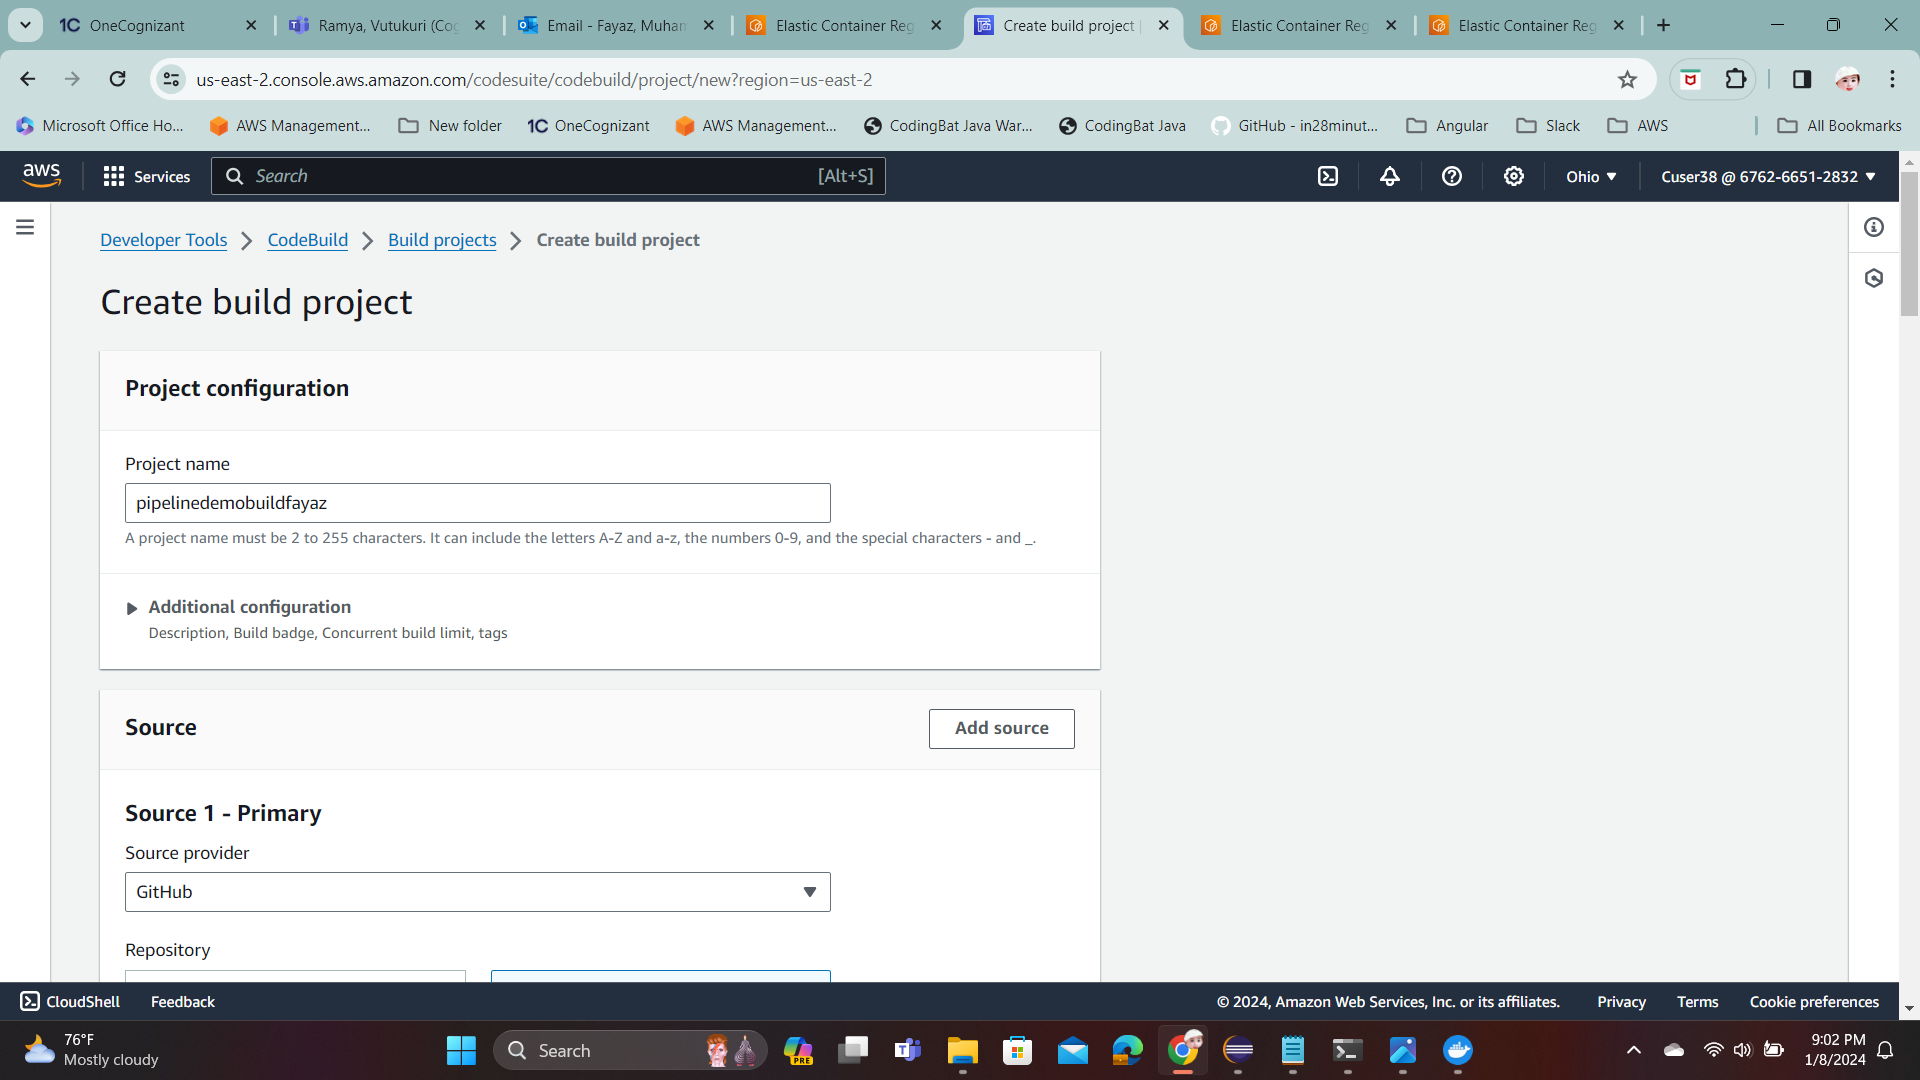 OneCognizant
Ramya, Vutukuri (Cog
Email - Fayaz, Muham
Elastic Container Reg
Create build project |
Elastic Container Reg
Elastic Container Reg
us-east-2.console.aws.amazon.com/codesuite/codebuild/project/new?region=us-east-2
Microsoft Office Ho...
AWS Management...
New folder
1C OneCognizant
AWS Management...
CodingBat Java War...
CodingBat Java
GitHub - in28minut...
Angular
Slack
AWS
All Bookmarks
aws
Services
Search
[Alt+S]
Ohio
Cuser38 @ 6762-6651-2832
Developer Tools
CodeBuild
Build projects
Create build project
Create build project
Project configuration
Project name
pipelinedemobuildfayaz
A project name must be 2 to 255 characters. It can include the letters A-Z and a-z, the numbers 0-9, and the special characters - and _.
Additional configuration
Description, Build badge, Concurrent build limit, tags
Source
Add source
Source 1 - Primary
Source provider
GitHub
Repository
CloudShell
Feedback
© 2024, Amazon Web Services, Inc. or its affiliates.
Privacy
Terms
Cookie preferences
76°F
Mostly cloudy
Search
PRE
9:02 PM
1/8/2024